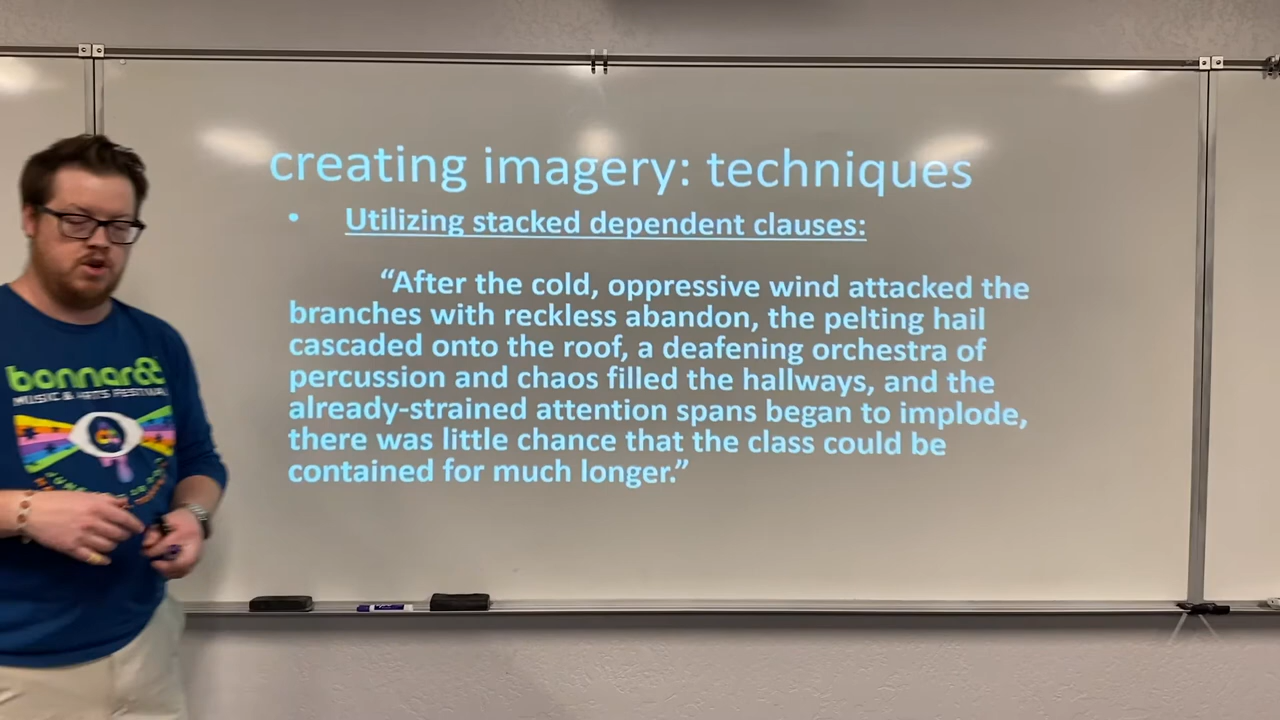 creating imagery: techniques
• Utilizing stacked dependent clauses:
“After the cold, oppressive wind attacked the
branches with reckless abandon, the pelting hail
cascaded onto the roof, a deafening orchestra of
percussion and chaos filled the hallways, and the
already-strained attention spans began to implode,
there was little chance that the class could be
contained for much longer.”
bonnaroo
MUSIC & ARTS FESTIVAL